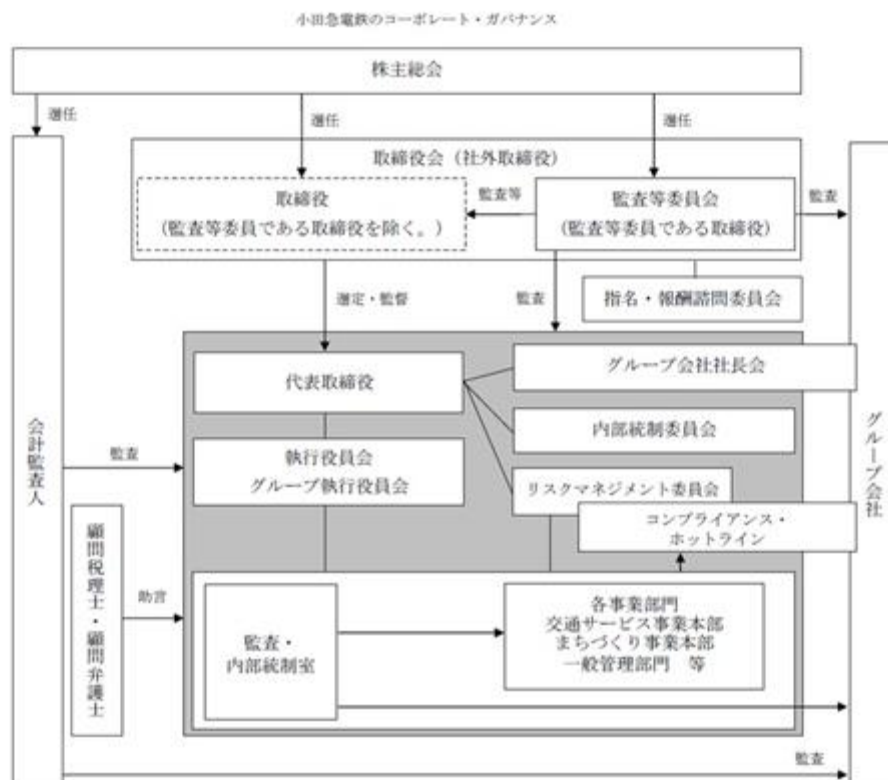 小田急電鉄のコーポレート・ガバナンス
株主総会
選任
選任
選任
取締役会（社外取締役）
取締役
（監査等委員である取締役を除く。）
監査等
監査等委員会
（監査等委員である取締役）
監査
選定・監督
監査
指名・報酬諮問委員会
代表取締役
グループ会社社長会
内部統制委員会
執行役員会
グループ執行役員会
リスクマネジメント委員会
コンプライアンス・
ホットライン
会計監査人
監査
グループ会社
顧問税理士・顧問弁護士
助言
監査・
内部統制室
各事業部門
交通サービス事業本部
まちづくり事業本部
一般管理部門　等
監査